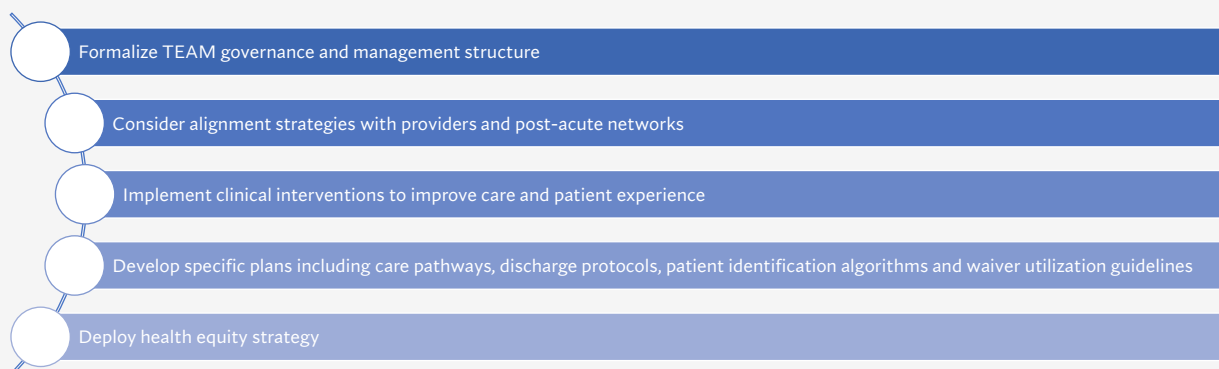 Formalize TEAM governance and management structure
Consider alignment strategies with providers and post-acute networks
Implement clinical interventions to improve care and patient experience
Develop specific plans including care pathways, discharge protocols, patient identification algorithms and waiver utilization guidelines
Deploy health equity strategy